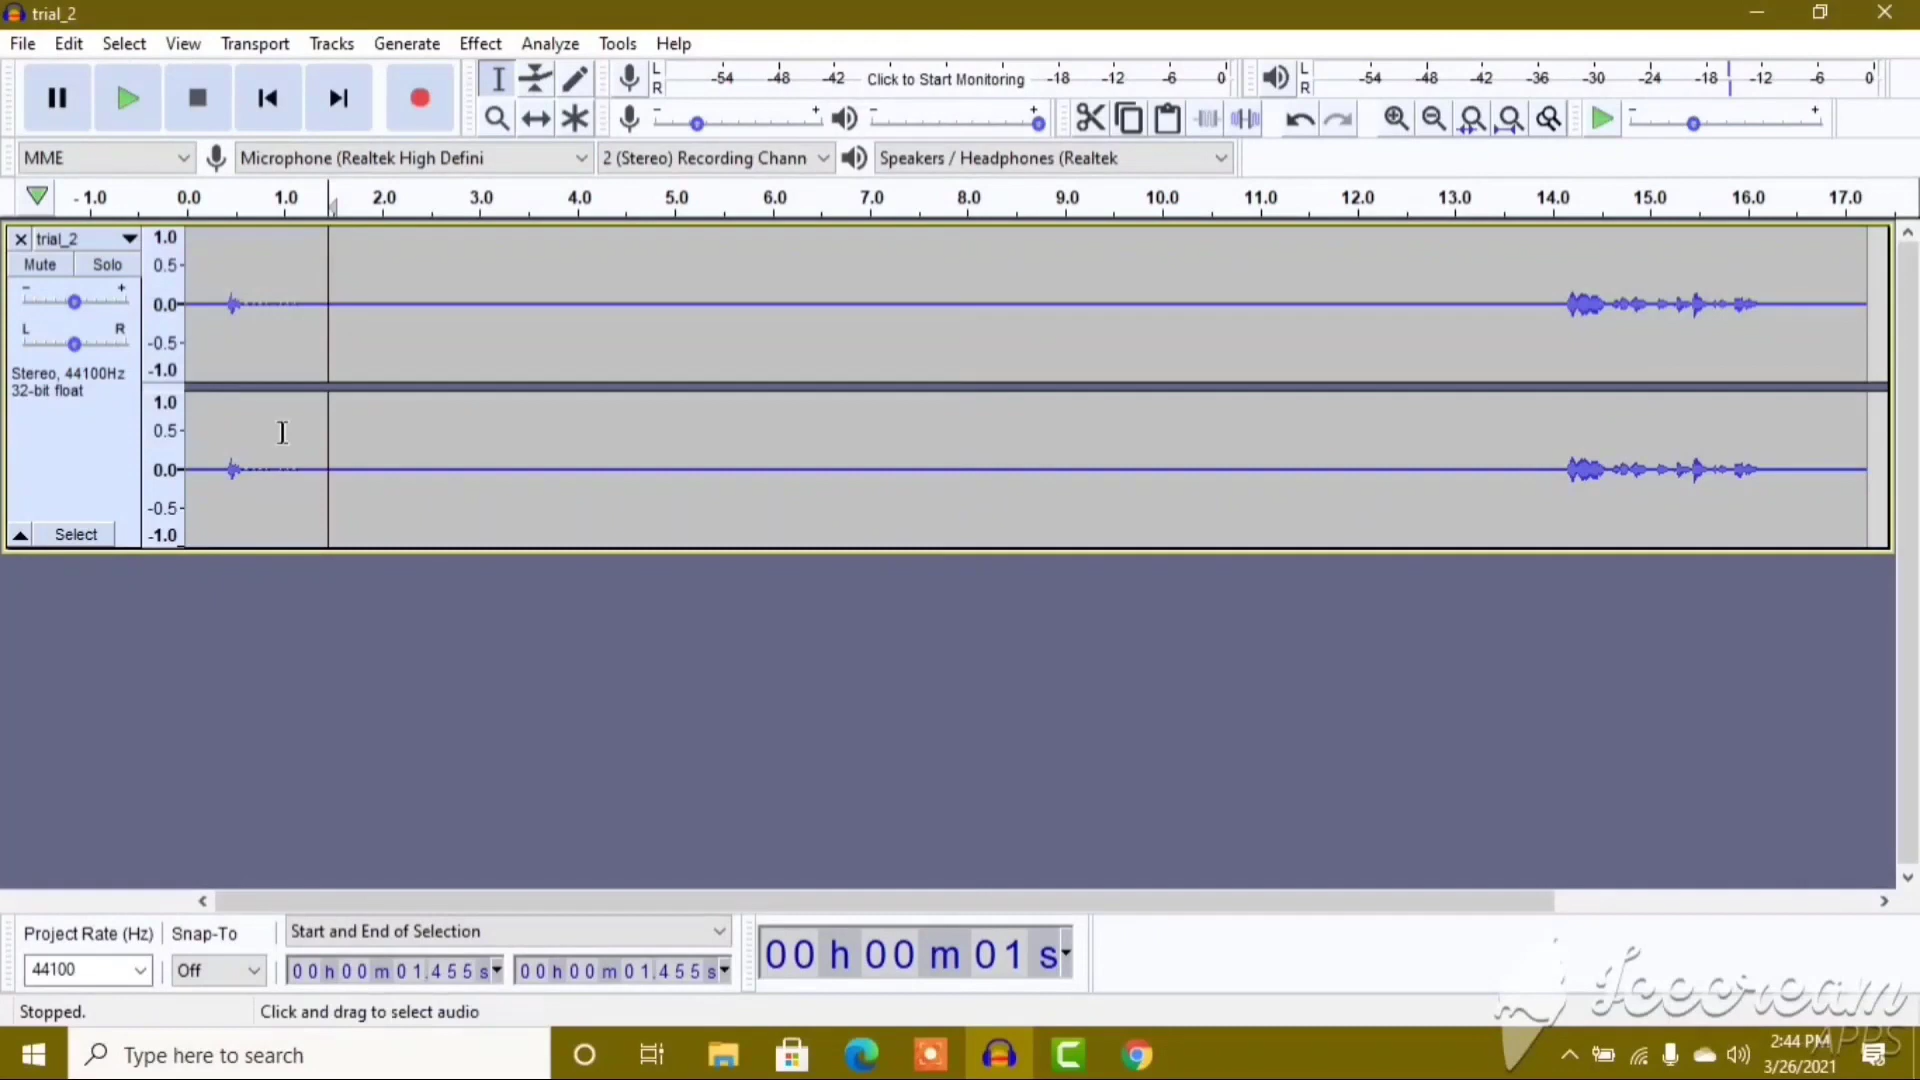 trial_2
File Edit Select View Transport Tracks Generate Effect Analyze Tools Help
L R -54 -48 -42 Click to Start Monitoring -18 -12 -6 0 L R -54 -48 -42 -36 -30 -24 -18 -12 -6 0
- + - + - +
MME Microphone (Realtek High Defini 2 (Stereo) Recording Chann Speakers / Headphones (Realtek
- 1.0 0.0 1.0 2.0 3.0 4.0 5.0 6.0 7.0 8.0 9.0 10.0 11.0 12.0 13.0 14.0 15.0 16.0 17.0
trial_2 1.0
Mute Solo 0.5-
- + 0.0-
L R -0.5-
Stereo, 44100Hz -1.0
32-bit float 1.0
0.5-
0.0-
-0.5-
Select -1.0
Project Rate (Hz) Snap-To Start and End of Selection
44100 Off 00 h 00 m 01.455 s 00 h 00 m 01.455 s 00 h 00 m 01 s
Stopped. Click and drag to select audio
Icecream
APPS
Type here to search 2:44 PM
3/26/2021